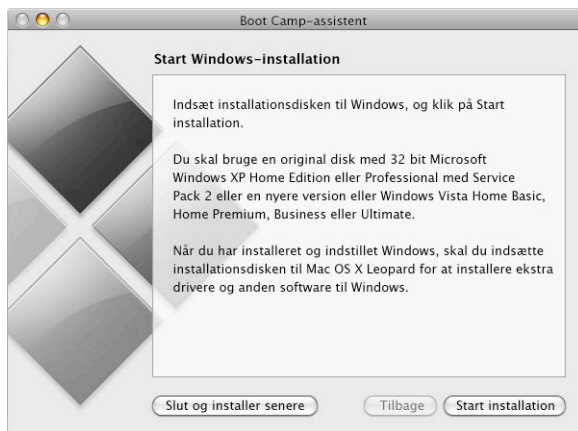 Boot Camp-assistent
Start Windows-installation
Indsæt installationsdisken til Windows, og klik på Start
installation.
Du skal bruge en original disk med 32 bit Microsoft
Windows XP Home Edition eller Professional med Service
Pack 2 eller en nyere version eller Windows Vista Home Basic,
Home Premium, Business eller Ultimate.
Når du har installeret og indstillet Windows, skal du indsætte
installationsdisken til Mac OS X Leopard for at installere ekstra
drivere og anden software til Windows.
Slut og installer senere
Tilbage
Start installation